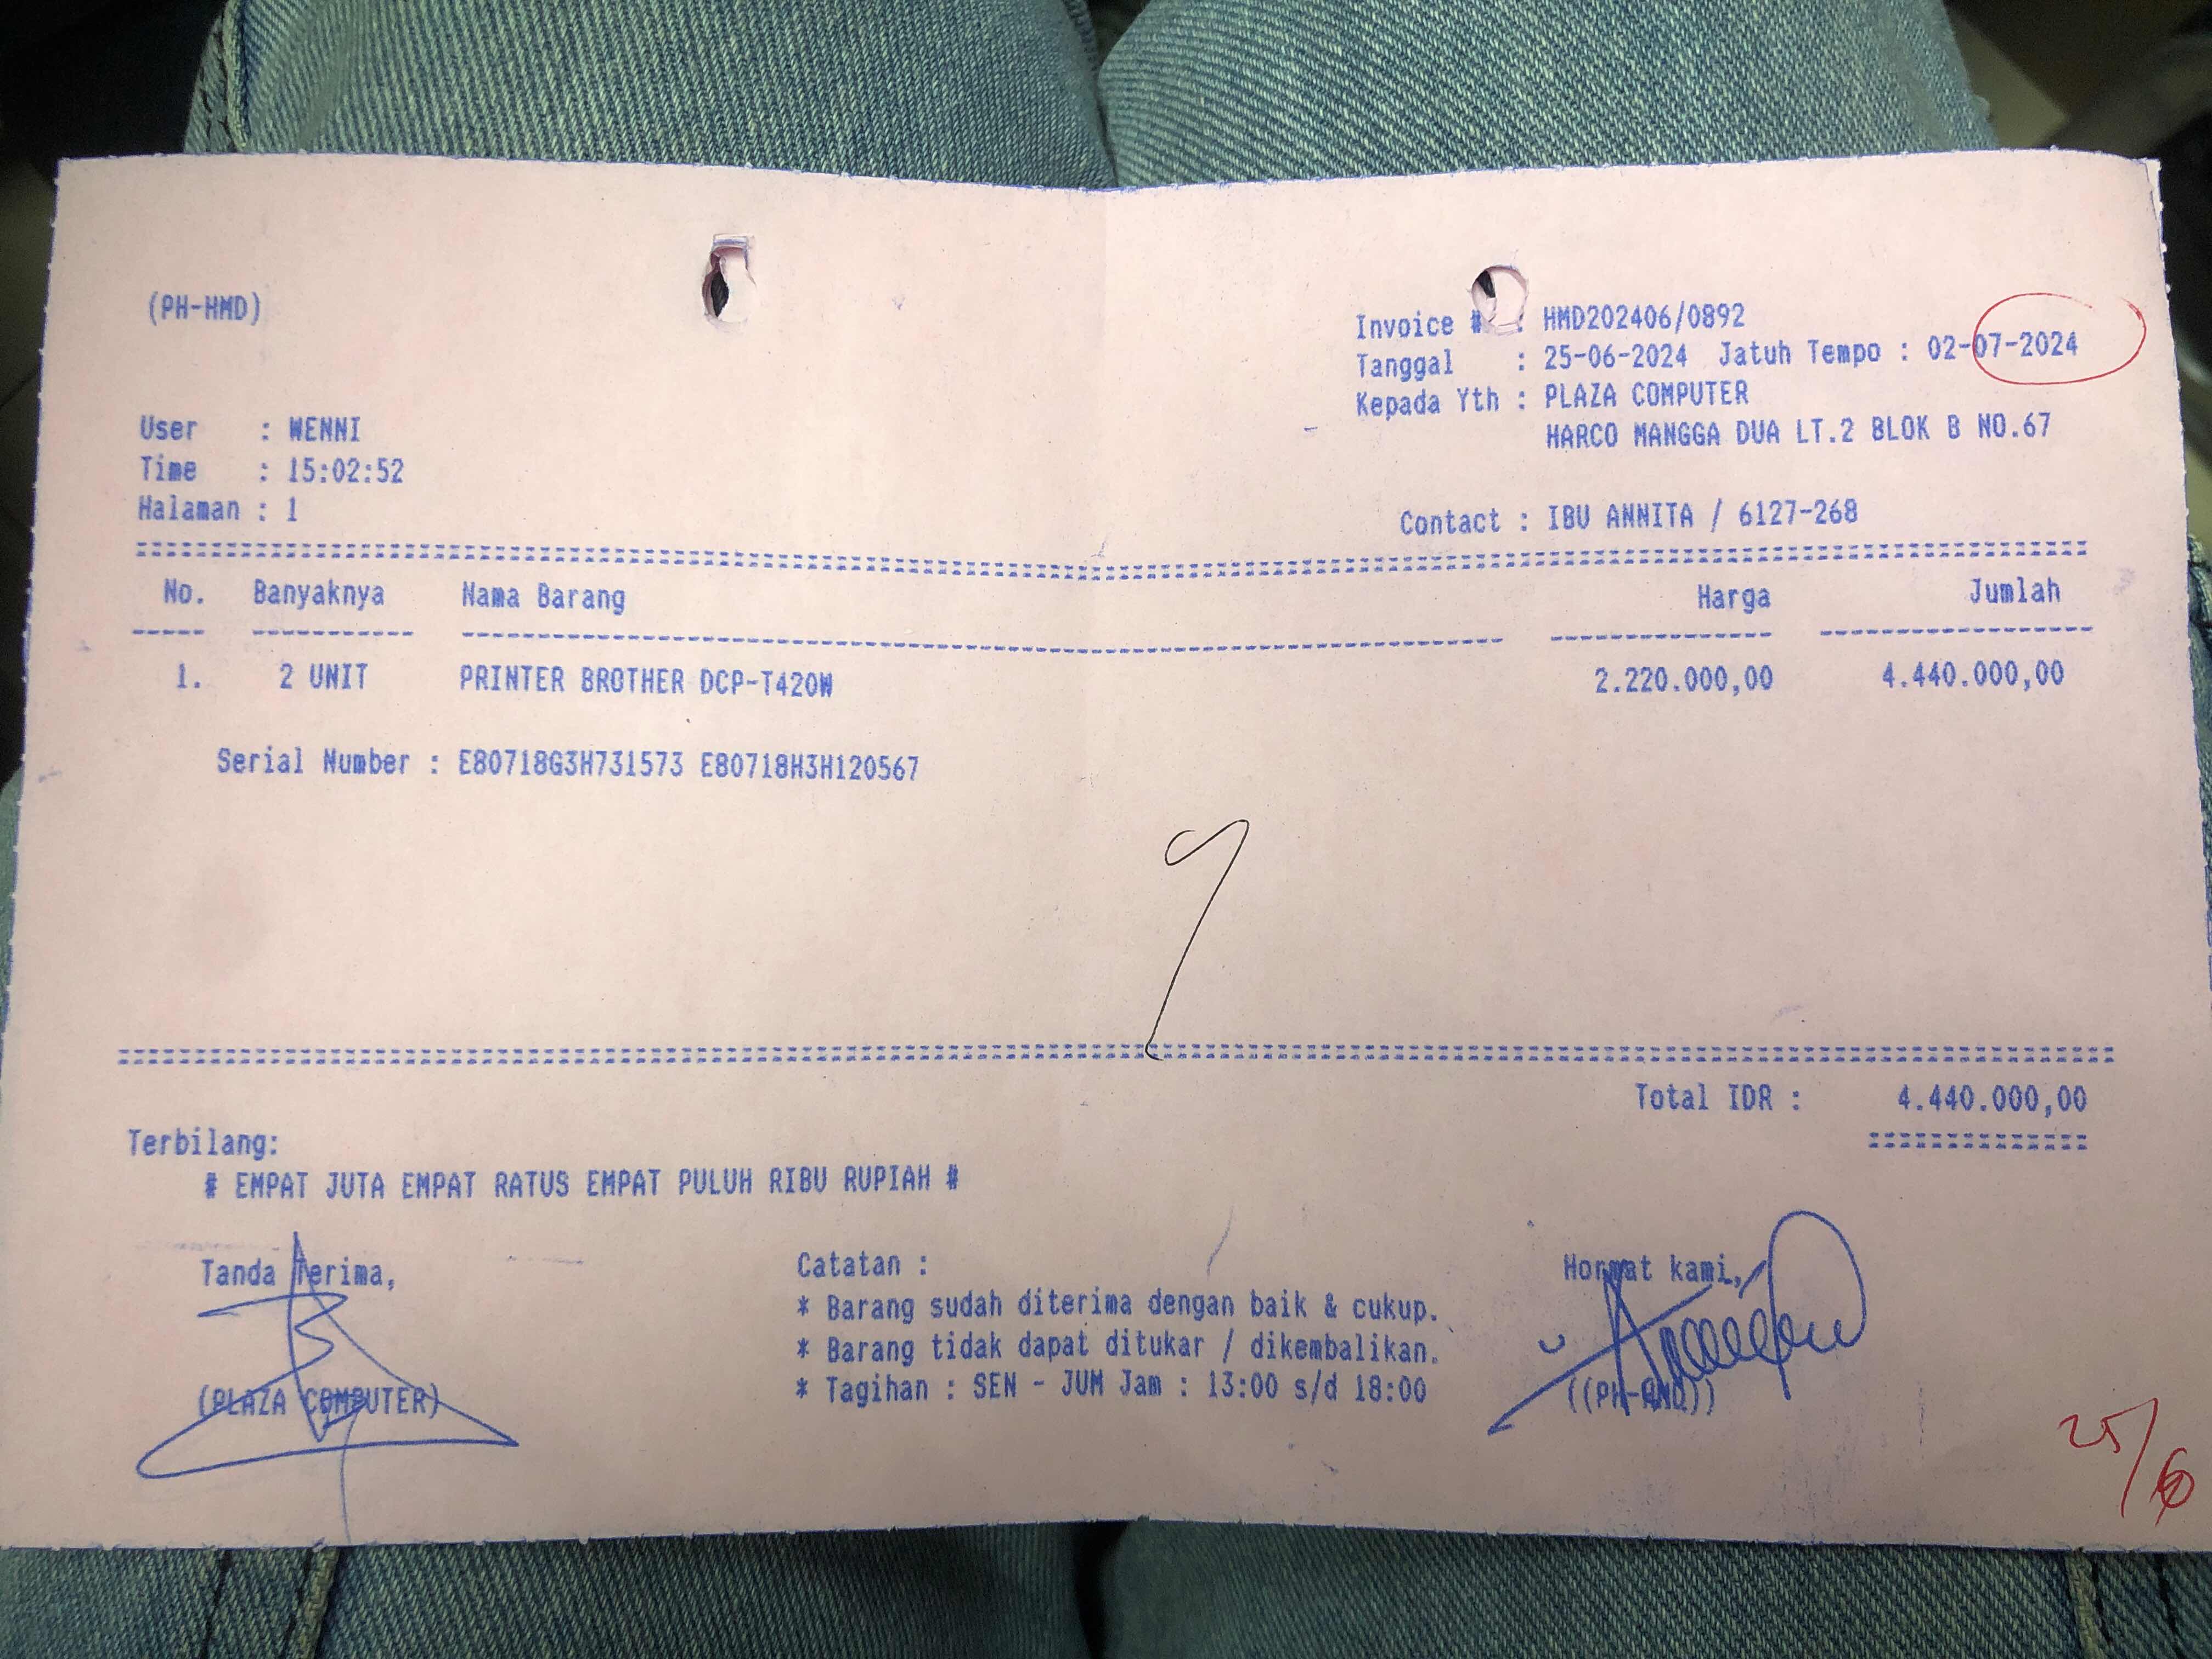 (PH-HMD)
Invoice # : HMD202406/0892
Tanggal : 25-06-2024 Jatuh Tempo : 02-07-2024
Kepada Yth : PLAZA COMPUTER
HARCO MANGGA DUA LT.2 BLOK B NO.67
User : WENNI
Time : 15:02:52
Halaman : 1
Contact : IBU ANNITA / 6127-268
No. Banyaknya Nama Barang Harga Jumlah
1. 2 UNIT PRINTER BROTHER DCP-T420W 2.220.000,00 4.440.000,00
Serial Number : E80718G3H731573 E80718H3H120567
Total IDR : 4.440.000,00
Terbilang:
# EMPAT JUTA EMPAT RATUS EMPAT PULUH RIBU RUPIAH #
Tanda Terima,
(PLAZA COMPUTER)
Catatan :
* Barang sudah diterima dengan baik & cukup.
* Barang tidak dapat ditukar / dikembalikan.
* Tagihan : SEN - JUM Jam : 13:00 s/d 18:00
Hormat kami,
((PH-HMD))
25/6